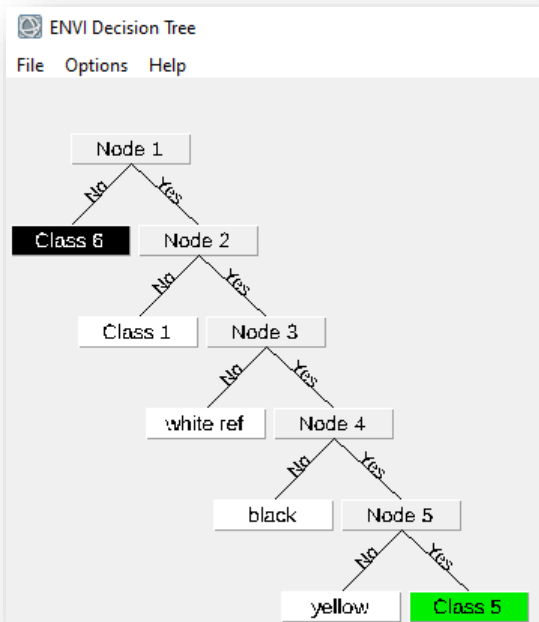 ENVI Decision Tree
File Options Help
Node 1
No Yes
Class 6 Node 2
No Yes
Class 1 Node 3
No Yes
white ref Node 4
No Yes
black Node 5
No Yes
yellow Class 5